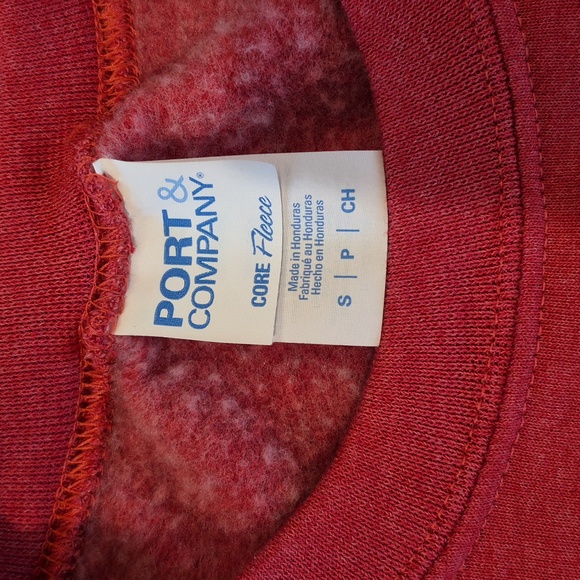 PORT &
COMPANY®
CORE Fleece
Made in Honduras
Fabriqué au Honduras
Hecho en Honduras
S | P | CH